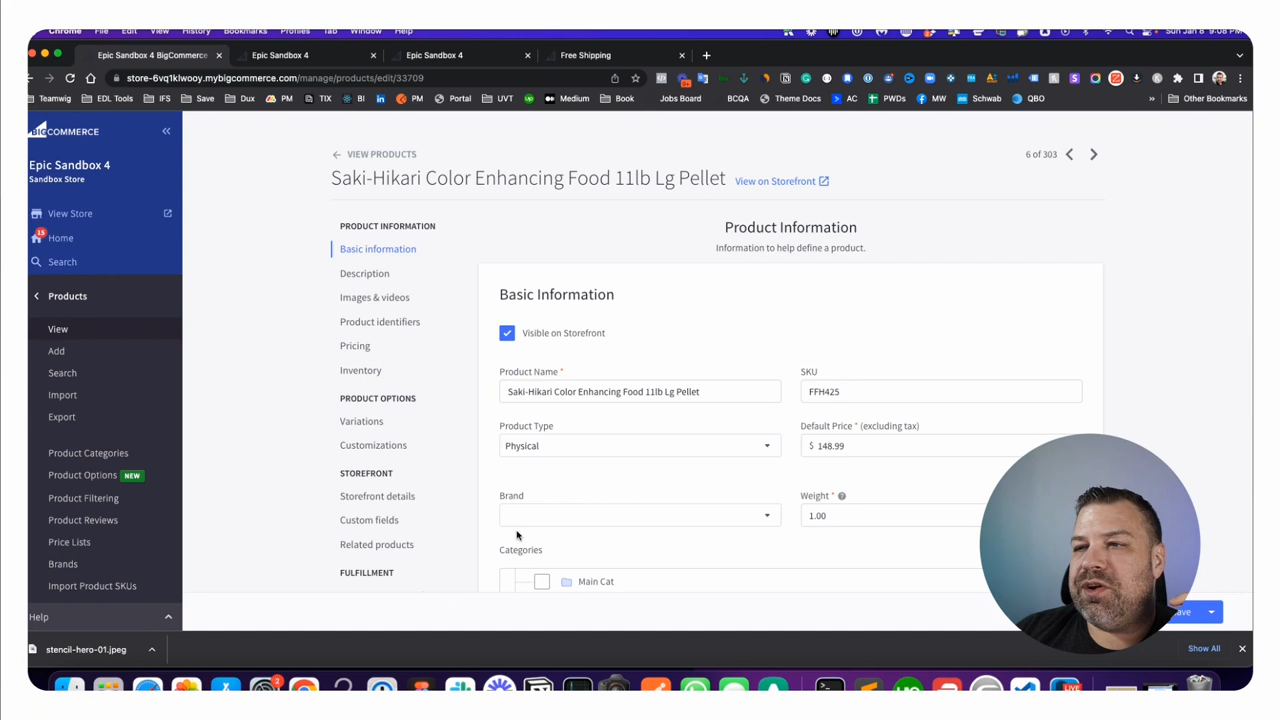 Chrome File Edit View History Bookmarks Profiles Tab Window Help
Sun Jan 8 9:08 PM
Epic Sandbox 4 BigCommerce
Epic Sandbox 4
Epic Sandbox 4
Free Shipping
store-6vq1klwooy.mybigcommerce.com/manage/products/edit/33709
Teamwig EDL Tools IFS Save Dux PM TIX BI PM Portal UVT Medium Book Jobs Board BCQA Theme Docs AC PWDs MW Schwab QBO » Other Bookmarks
BIGCOMMERCE
Epic Sandbox 4
Sandbox Store
View Store
15
Home
Search
Products
View
Add
Search
Import
Export
Product Categories
Product Options NEW
Product Filtering
Product Reviews
Price Lists
Brands
Import Product SKUs
Help
VIEW PRODUCTS
6 of 303
Saki-Hikari Color Enhancing Food 11lb Lg Pellet
View on Storefront
PRODUCT INFORMATION
Basic information
Description
Images & videos
Product identifiers
Pricing
Inventory
PRODUCT OPTIONS
Variations
Customizations
STOREFRONT
Storefront details
Custom fields
Related products
FULFILLMENT
Product Information
Information to help define a product.
Basic Information
Visible on Storefront
Product Name *
Saki-Hikari Color Enhancing Food 11lb Lg Pellet
SKU
FFH425
Product Type
Physical
Default Price * (excluding tax)
$ 148.99
Brand
Weight *
1.00
Categories
Main Cat
ave
stencil-hero-01.jpeg
Show All
2
LIVE